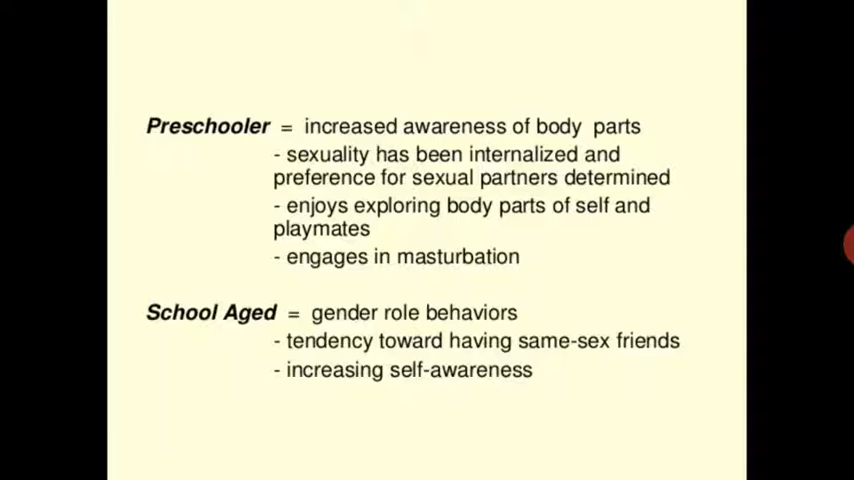 Preschooler = increased awareness of body parts
- sexuality has been internalized and
preference for sexual partners determined
- enjoys exploring body parts of self and
playmates
- engages in masturbation
School Aged = gender role behaviors
- tendency toward having same-sex friends
- increasing self-awareness